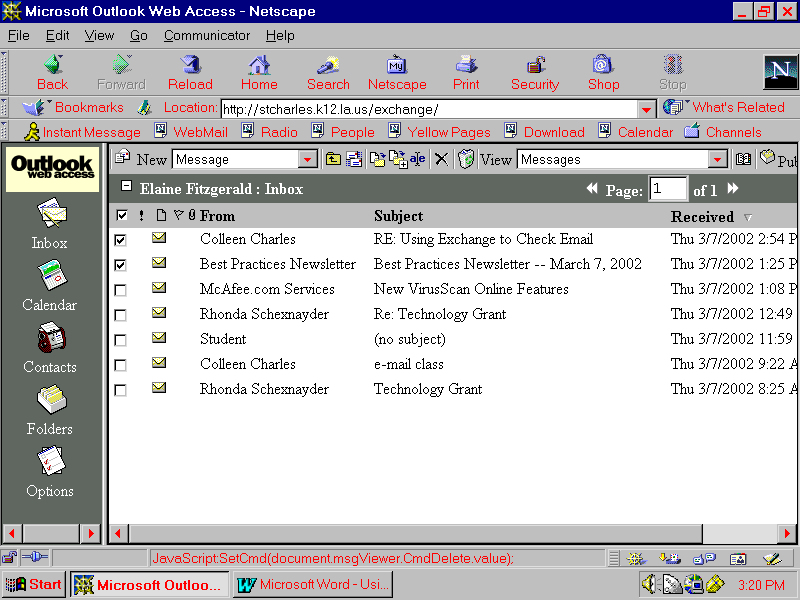 Microsoft Outlook Web Access - Netscape
File Edit View Go Communicator Help
Back Forward Reload Home Search My Netscape Print Security Shop Stop N
Bookmarks Location: http://stcharles.k12.la.us/exchange/ What's Related
Instant Message WebMail Radio People Yellow Pages Download Calendar Channels
Outlook web access
New Message View Messages Pub
Elaine Fitzgerald : Inbox Page: 1 of 1
! From Subject Received
Colleen Charles RE: Using Exchange to Check Email Thu 3/7/2002 2:54 P
Best Practices Newsletter Best Practices Newsletter -- March 7, 2002 Thu 3/7/2002 1:25 P
McAfee.com Services New VirusScan Online Features Thu 3/7/2002 1:08 P
Rhonda Schexnayder Re: Technology Grant Thu 3/7/2002 12:49
Student (no subject) Thu 3/7/2002 11:59
Colleen Charles e-mail class Thu 3/7/2002 9:22 A
Rhonda Schexnayder Technology Grant Thu 3/7/2002 8:25 A
Inbox
Calendar
Contacts
Folders
Options
JavaScript:SetCmd(document.msgViewer.CmdDelete.value);
Start Microsoft Outloo... Microsoft Word - Usi... 3:20 PM